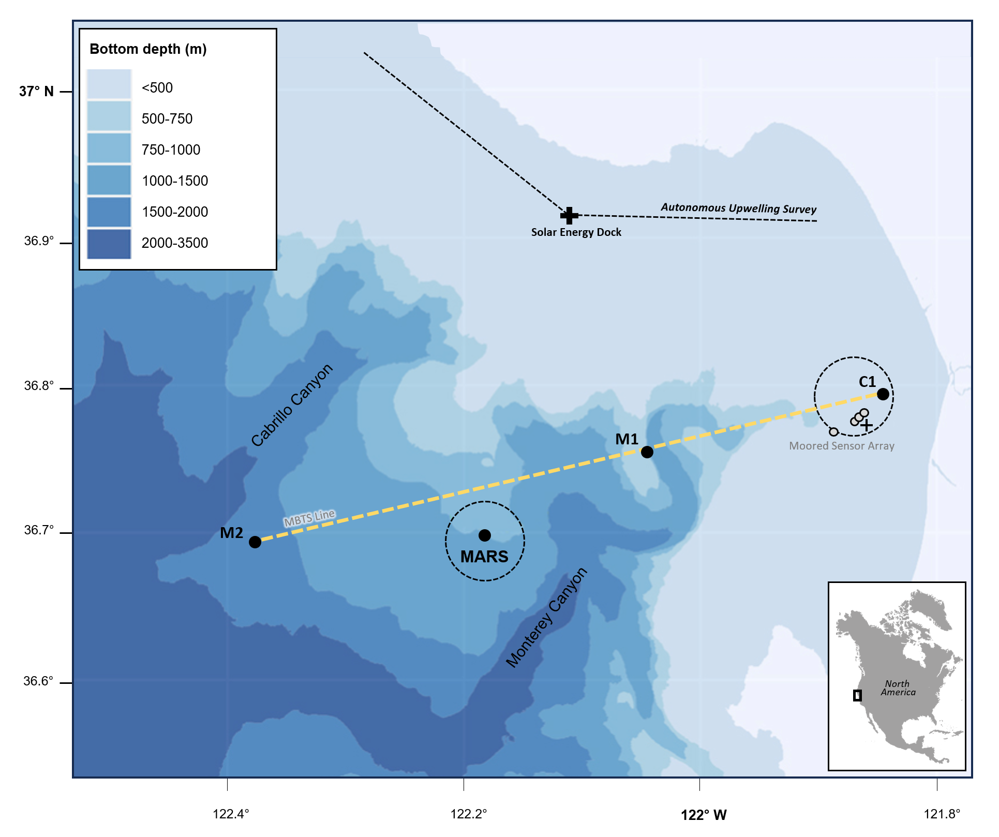 Bottom depth (m)
<500
500-750
750-1000
1000-1500
1500-2000
2000-3500
37° N
36.9°
36.8°
36.7°
36.6°
Autonomous Upwelling Survey
Solar Energy Dock
Cabrillo Canyon
C1
M1
Moored Sensor Array
MBTS Line
M2
MARS
Monterey Canyon
North
America
122.4°
122.2°
122° W
121.8°